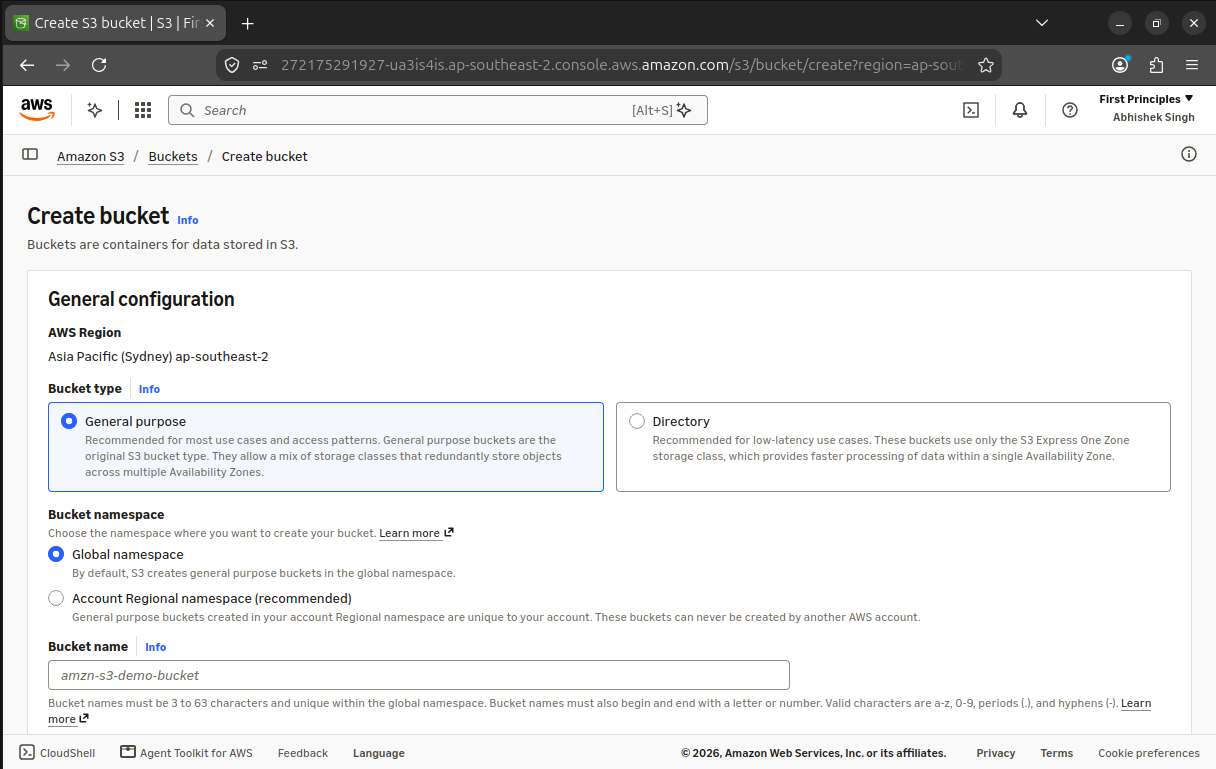 Create S3 bucket | S3 | Fir
272175291927-ua3is4is.ap-southeast-2.console.aws.amazon.com/s3/bucket/create?region=ap-sout
aws
Search [Alt+S]
First Principles
Abhishek Singh
Amazon S3 / Buckets / Create bucket
Create bucket Info
Buckets are containers for data stored in S3.
General configuration
AWS Region
Asia Pacific (Sydney) ap-southeast-2
Bucket type Info
General purpose
Recommended for most use cases and access patterns. General purpose buckets are the
original S3 bucket type. They allow a mix of storage classes that redundantly store objects
across multiple Availability Zones.
Directory
Recommended for low-latency use cases. These buckets use only the S3 Express One Zone
storage class, which provides faster processing of data within a single Availability Zone.
Bucket namespace
Choose the namespace where you want to create your bucket. Learn more
Global namespace
By default, S3 creates general purpose buckets in the global namespace.
Account Regional namespace (recommended)
General purpose buckets created in your account Regional namespace are unique to your account. These buckets can never be created by another AWS account.
Bucket name Info
amzn-s3-demo-bucket
Bucket names must be 3 to 63 characters and unique within the global namespace. Bucket names must also begin and end with a letter or number. Valid characters are a-z, 0-9, periods (.), and hyphens (-). Learn
more
CloudShell Agent Toolkit for AWS Feedback Language © 2026, Amazon Web Services, Inc. or its affiliates. Privacy Terms Cookie preferences